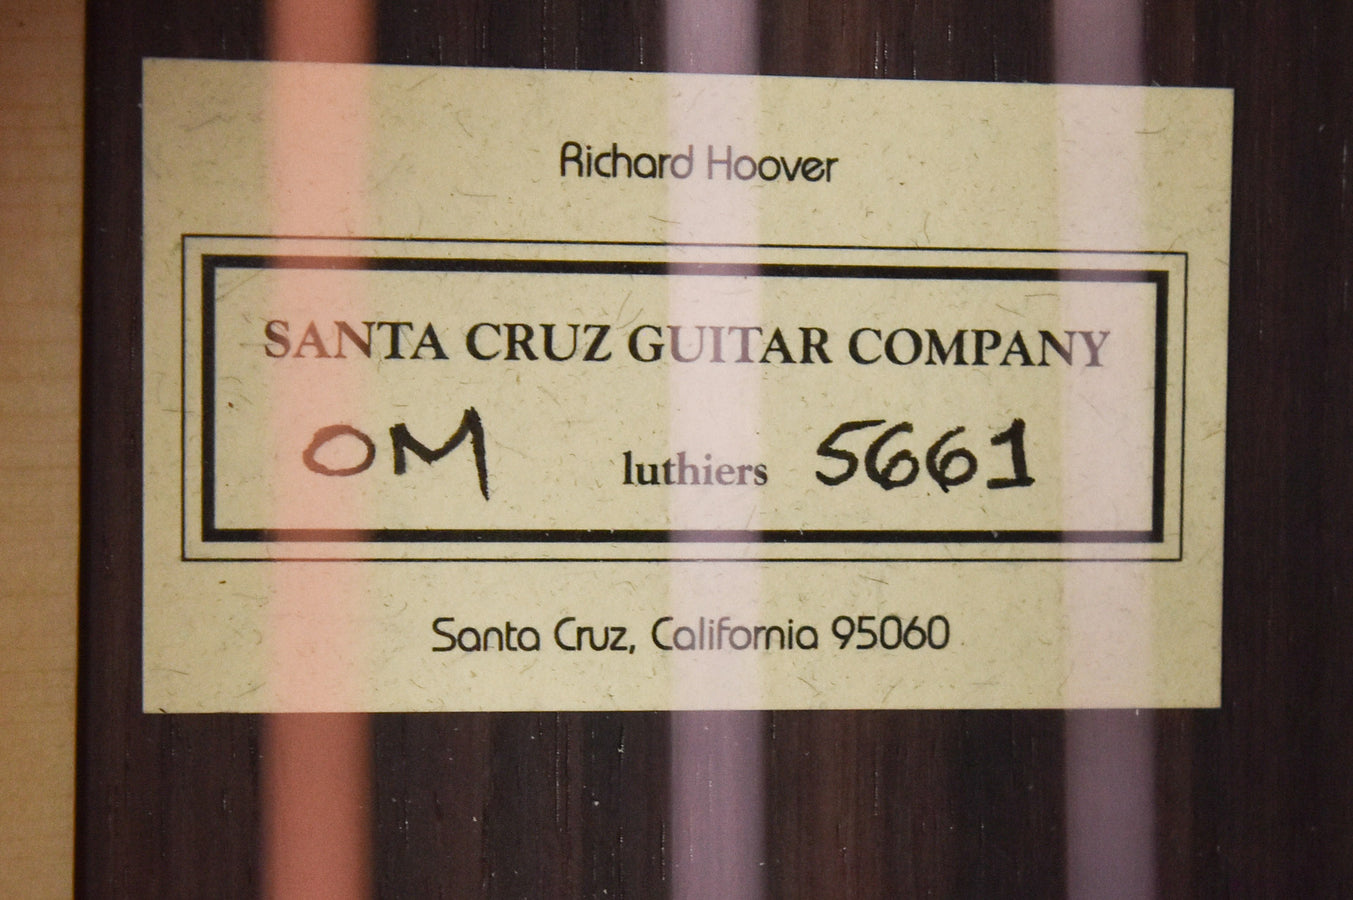 Richard Hoover
SANTA CRUZ GUITAR COMPANY
OM luthiers 5661
Santa Cruz, California 95060